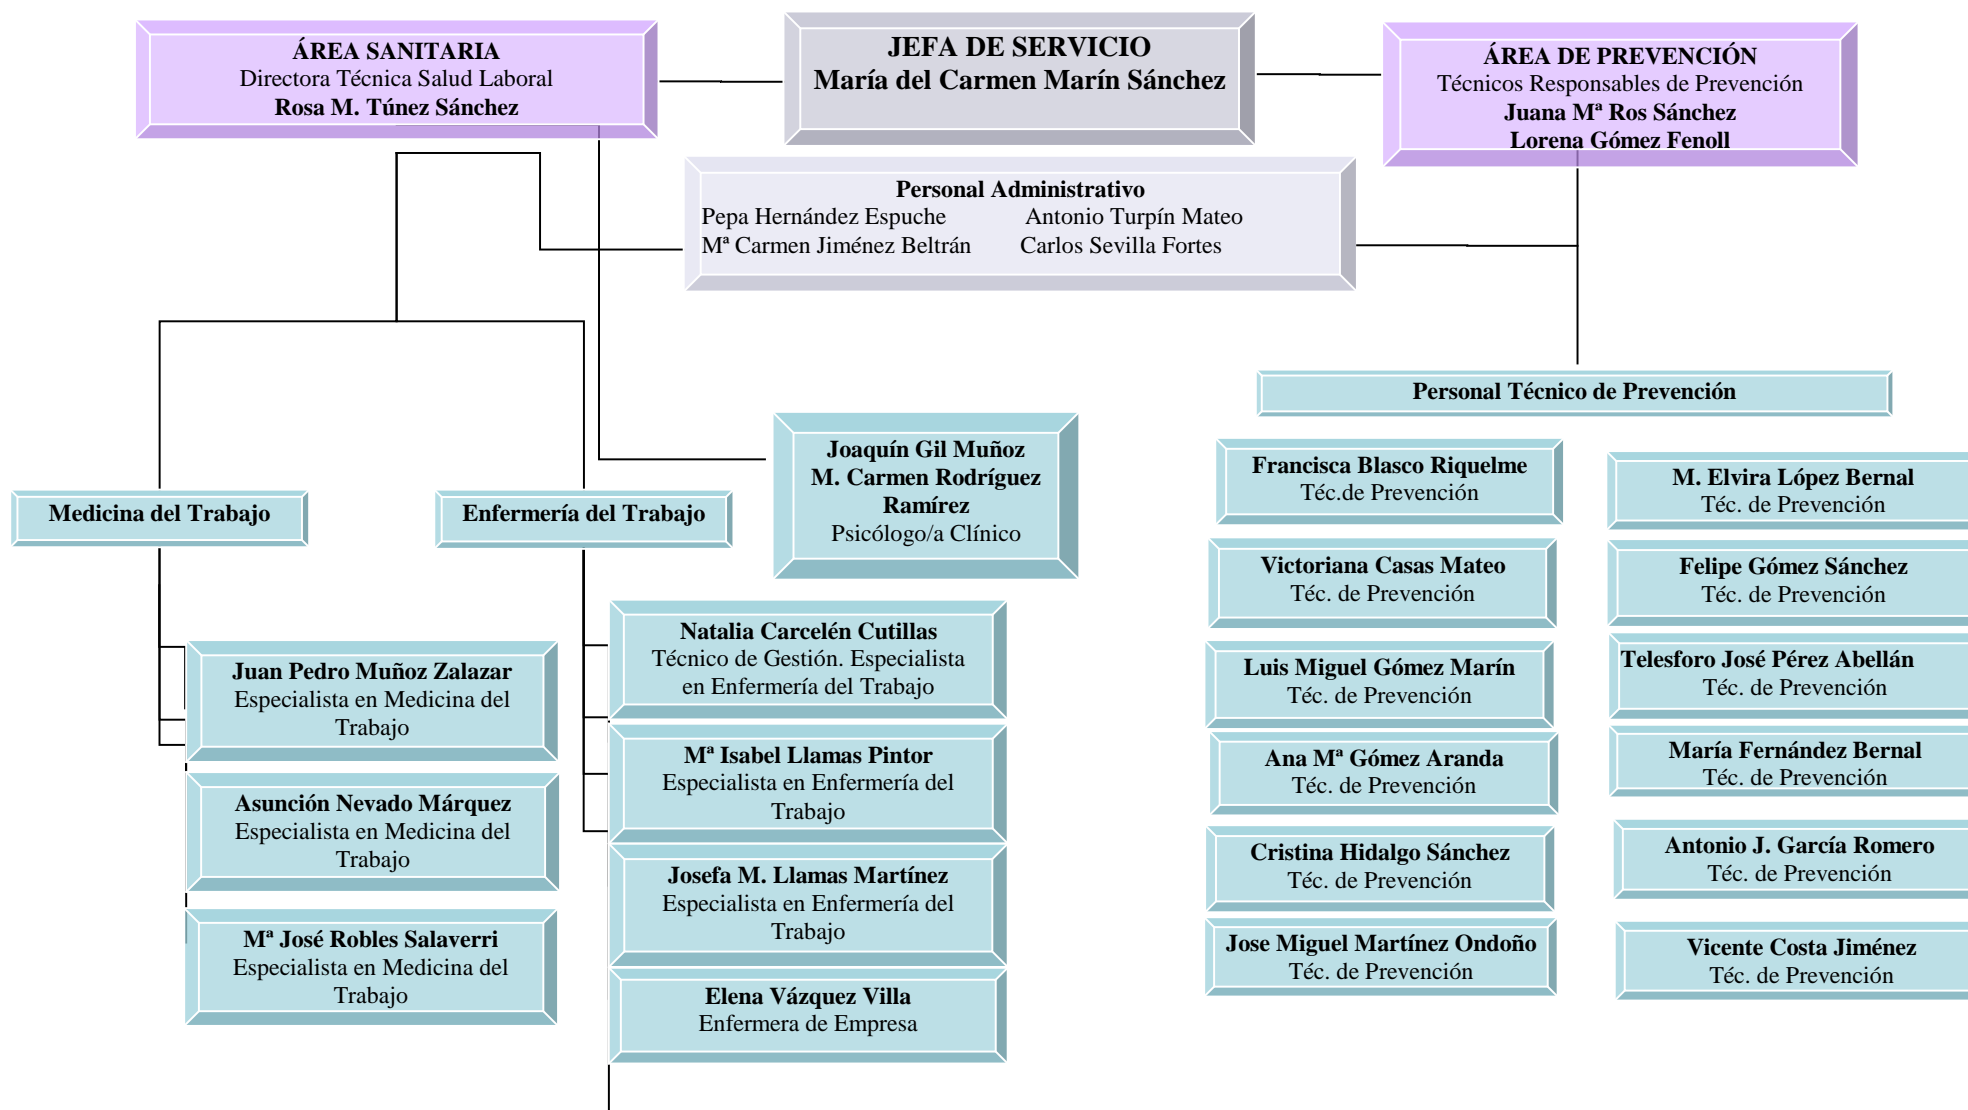 ÁREA SANITARIA
Directora Técnica Salud Laboral
Rosa M. Túnez Sánchez
JEFA DE SERVICIO
María del Carmen Marín Sánchez
ÁREA DE PREVENCIÓN
Técnicos Responsables de Prevención
Juana Mª Ros Sánchez
Lorena Gómez Fenoll
Personal Administrativo
Pepa Hernández Espuche Antonio Turpín Mateo
Mª Carmen Jiménez Beltrán Carlos Sevilla Fortes
Medicina del Trabajo
Juan Pedro Muñoz Zalazar
Especialista en Medicina del
Trabajo
Asunción Nevado Márquez
Especialista en Medicina del
Trabajo
Mª José Robles Salaverri
Especialista en Medicina del
Trabajo
Enfermería del Trabajo
Natalia Carcelén Cutillas
Técnico de Gestión. Especialista
en Enfermería del Trabajo
Mª Isabel Llamas Pintor
Especialista en Enfermería del
Trabajo
Josefa M. Llamas Martínez
Especialista en Enfermería del
Trabajo
Elena Vázquez Villa
Enfermera de Empresa
Joaquín Gil Muñoz
M. Carmen Rodríguez
Ramírez
Psicólogo/a Clínico
Personal Técnico de Prevención
Francisca Blasco Riquelme
Téc.de Prevención
Victoriana Casas Mateo
Téc. de Prevención
Luis Miguel Gómez Marín
Téc. de Prevención
Ana Mª Gómez Aranda
Téc. de Prevención
Cristina Hidalgo Sánchez
Téc. de Prevención
Jose Miguel Martínez Ondoño
Téc. de Prevención
M. Elvira López Bernal
Téc. de Prevención
Felipe Gómez Sánchez
Téc. de Prevención
Telesforo José Pérez Abellán
Téc. de Prevención
María Fernández Bernal
Téc. de Prevención
Antonio J. García Romero
Téc. de Prevención
Vicente Costa Jiménez
Téc. de Prevención